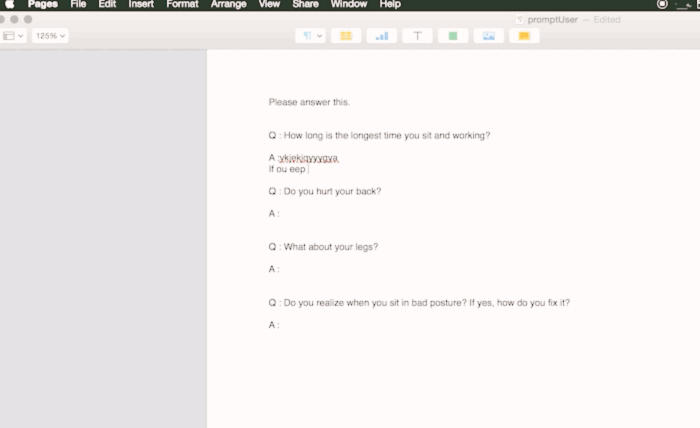 Pages File Edit Insert Format Arrange View Share Window Help
promptUser — Edited
125%
T
Please answer this.
Q : How long is the longest time you sit and working?
A
If ou eep
Q : Do you hurt your back?
A :
Q : What about your legs?
A :
Q : Do you realize when you sit in bad posture? If yes, how do you fix it?
A :